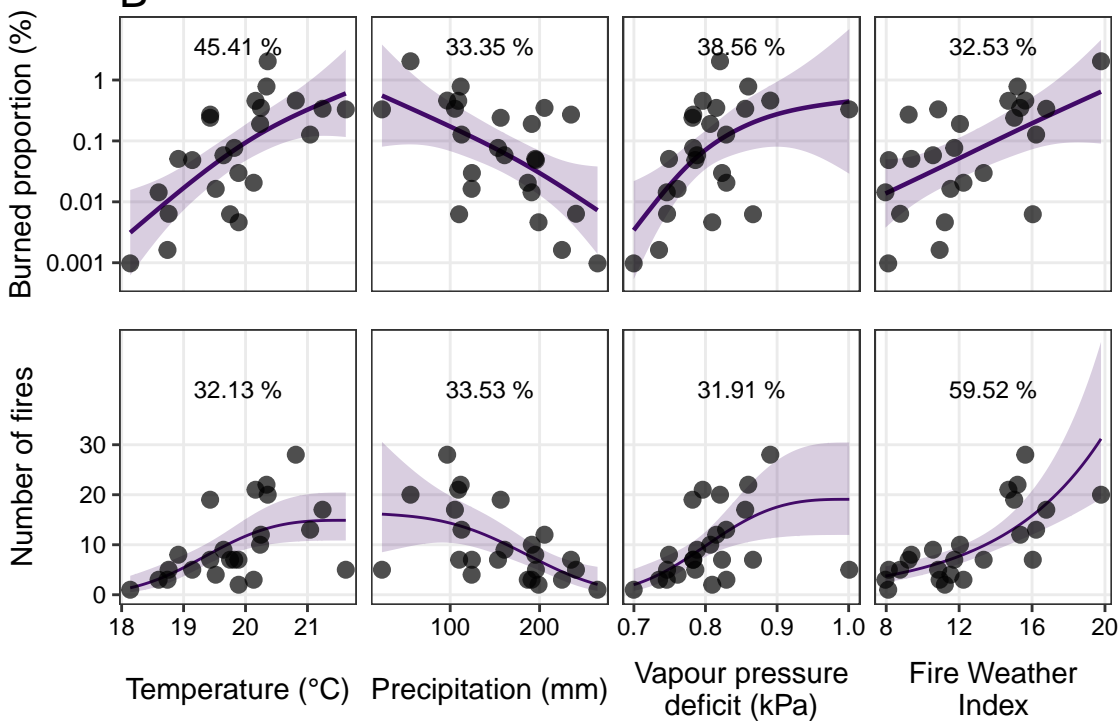 B
Burned proportion (%)
1
0.1
0.01
0.001
45.41 %
33.35 %
38.56 %
32.53 %
Number of fires
30
20
10
0
32.13 %
33.53 %
31.91 %
59.52 %
18 19 20 21
100 200
0.7 0.8 0.9 1.0
8 12 16 20
Temperature (°C)
Precipitation (mm)
Vapour pressure
deficit (kPa)
Fire Weather
Index